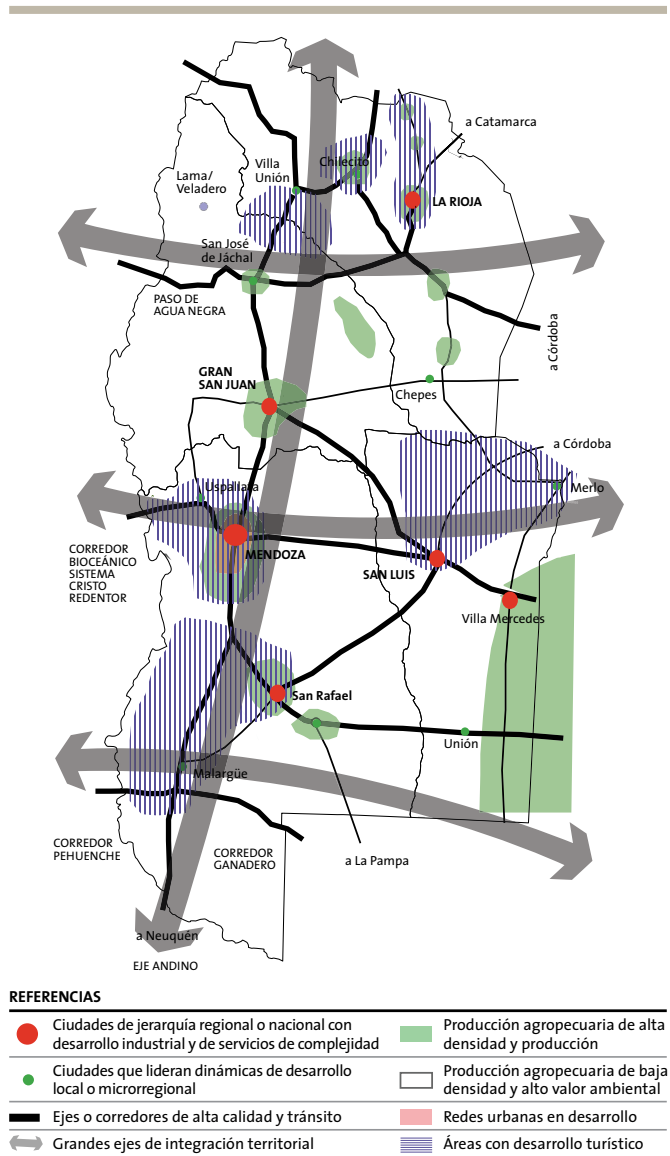 a Catamarca
Villa
Unión
Chilecito
Lama/
Veladero
LA RIOJA
San José
de Jáchal
PASO DE
AGUA NEGRA
a Córdoba
GRAN
SAN JUAN
Chepes
a Córdoba
Uspallata
Merlo
MENDOZA
CORREDOR
BIOCEÁNICO
SISTEMA
CRISTO
REDENTOR
SAN LUIS
Villa Mercedes
San Rafael
Unión
Malargüe
CORREDOR
PEHUENCHE
CORREDOR
GANADERO
a La Pampa
a Neuquén
EJE ANDINO
REFERENCIAS
Ciudades de jerarquía regional o nacional con
desarrollo industrial y de servicios de complejidad
Ciudades que lideran dinámicas de desarrollo
local o microrregional
Ejes o corredores de alta calidad y tránsito
Grandes ejes de integración territorial
Producción agropecuaria de alta
densidad y producción
Producción agropecuaria de baja
densidad y alto valor ambiental
Redes urbanas en desarrollo
Áreas con desarrollo turístico